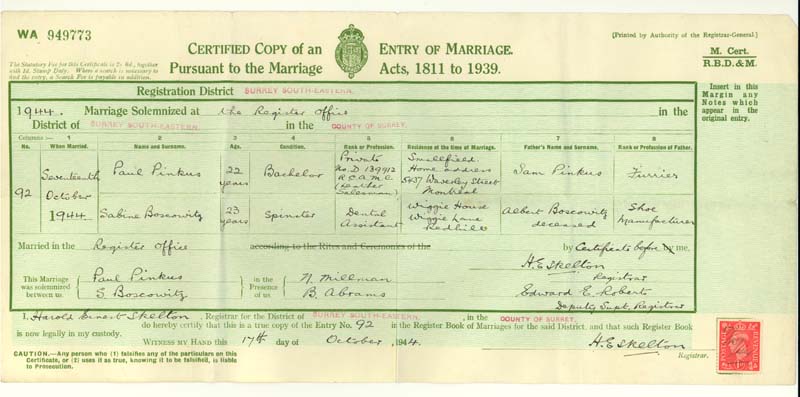 WA 949773
[Printed by Authority of the Registrar-General.]
CERTIFIED COPY of an ENTRY OF MARRIAGE.
Pursuant to the Marriage Acts, 1811 to 1939.
The Statutory Fee for this Certificate is 2s. 6d., together
with 1d. Stamp Duty. Where a search is necessary to
find the entry, a Search Fee is payable in addition.
M. Cert.
R.B.D.&M.
Registration District SURREY SOUTH-EASTERN.
Insert in this
Margin any
Notes which
appear in the
original entry.
1944. Marriage Solemnized at the Register Office in the
District of SURREY SOUTH-EASTERN. in the COUNTY OF SURREY.
Columns:— 1 2 3 4 5 6 7 8
No. When Married. Name and Surname. Age. Condition. Rank or Profession. Residence at the time of Marriage. Father's Name and Surname. Rank or Profession of Father.
92 Seventeenth October 1944
Paul Pinkus 22 years Bachelor Private No. D 139912 R.C.A.M.C. (Leather Salesman) Smallfield. Home address 5437 Waverley Street Montreal Sam Pinkus Furrier
Sabine Boscowitz 23 years Spinster Dental Assistant Wiggie House Wiggie Lane Redhill Albert Boscowitz deceased Shoe Manufacturer
Married in the Register Office according to the Rites and Ceremonies of the by Certificate before by me.
This Marriage was solemnized between us, Paul Pinkus S. Boscowitz in the Presence of us N. Millman B. Abrams
H. E. Skelton
Registrar
Edward E. Roberts
Deputy Supt. Registrar
I, Harold Ernest Skelton, Registrar for the District of SURREY SOUTH-EASTERN., in the COUNTY OF SURREY.
do hereby certify that this is a true copy of the Entry No. 92 in the Register Book of Marriages for the said District, and that such Register Book
is now legally in my custody.
WITNESS MY HAND this 17th day of October, 1944. H. E. Skelton
Registrar.
CAUTION.—Any person who (1) falsifies any of the particulars on this
Certificate, or (2) uses it as true, knowing it to be falsified, is liable
to Prosecution.
POSTAGE REVENUE